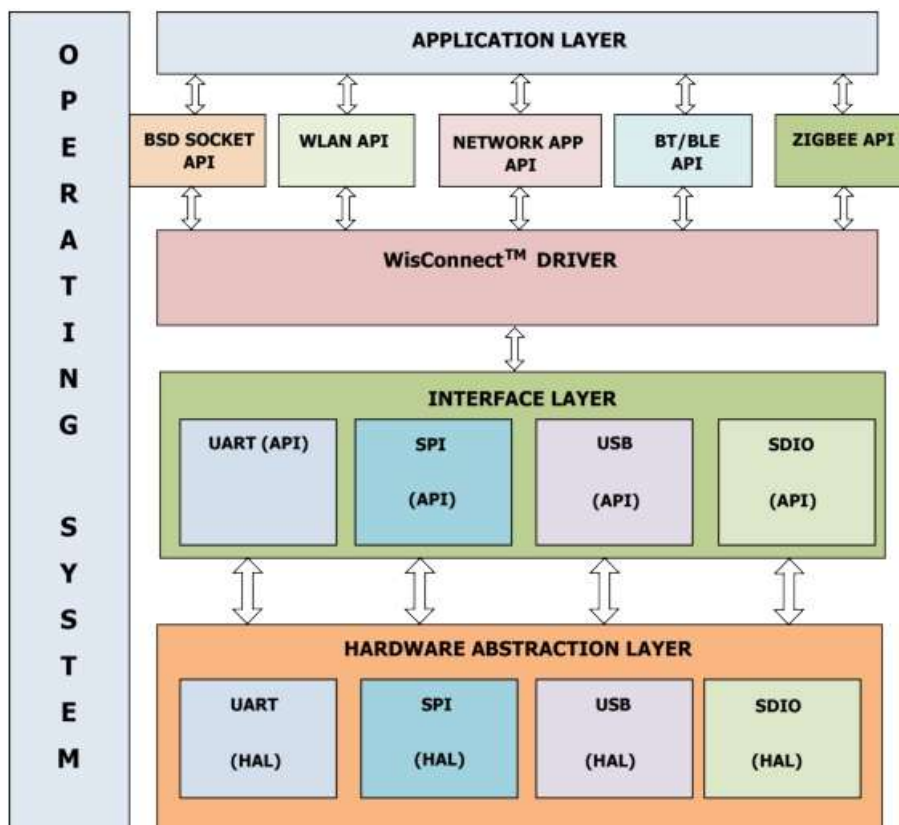 OPERATING SYSTEM
APPLICATION LAYER
BSD SOCKET
API
WLAN API
NETWORK APP
API
BT/BLE
API
ZIGBEE API
WisConnect™ DRIVER
INTERFACE LAYER
UART (API)
SPI
(API)
USB
(API)
SDIO
(API)
HARDWARE ABSTRACTION LAYER
UART
(HAL)
SPI
(HAL)
USB
(HAL)
SDIO
(HAL)